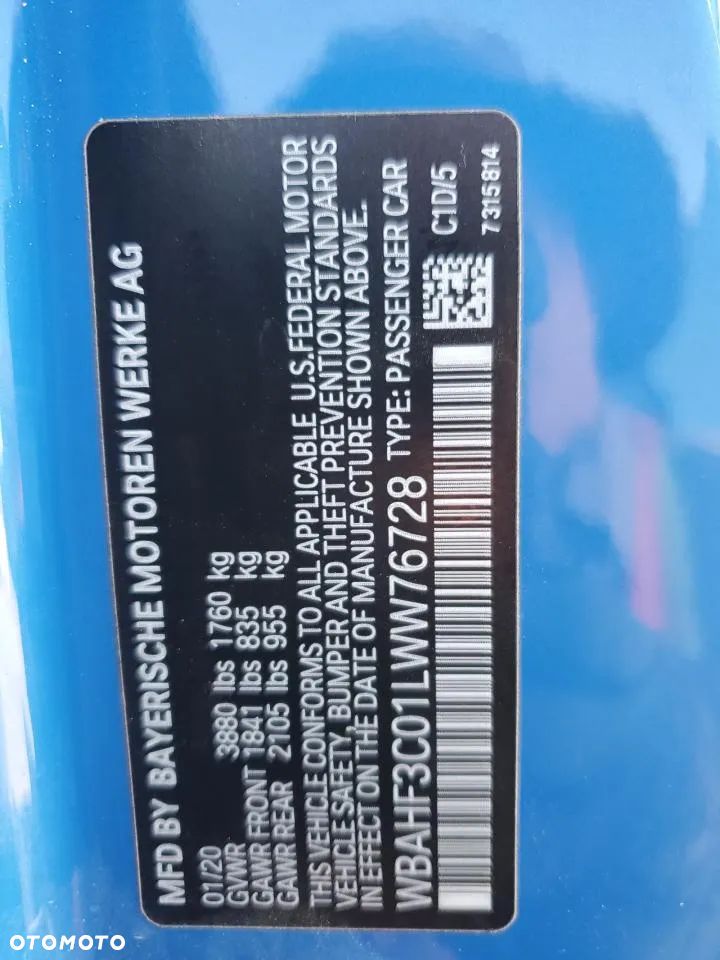 MFD BY BAYERISCHE MOTOREN WERKE AG
01/20
GVWR 3880 lbs 1760 kg
GAWR FRONT 1841 lbs 835 kg
GAWR REAR 2105 lbs 955 kg
THIS VEHICLE CONFORMS TO ALL APPLICABLE U.S. FEDERAL MOTOR
VEHICLE SAFETY, BUMPER AND THEFT PREVENTION STANDARDS
IN EFFECT ON THE DATE OF MANUFACTURE SHOWN ABOVE.
WBAHF3C01LWW76728 TYPE: PASSENGER CAR
C1D/5
7315814
OTOMOTO